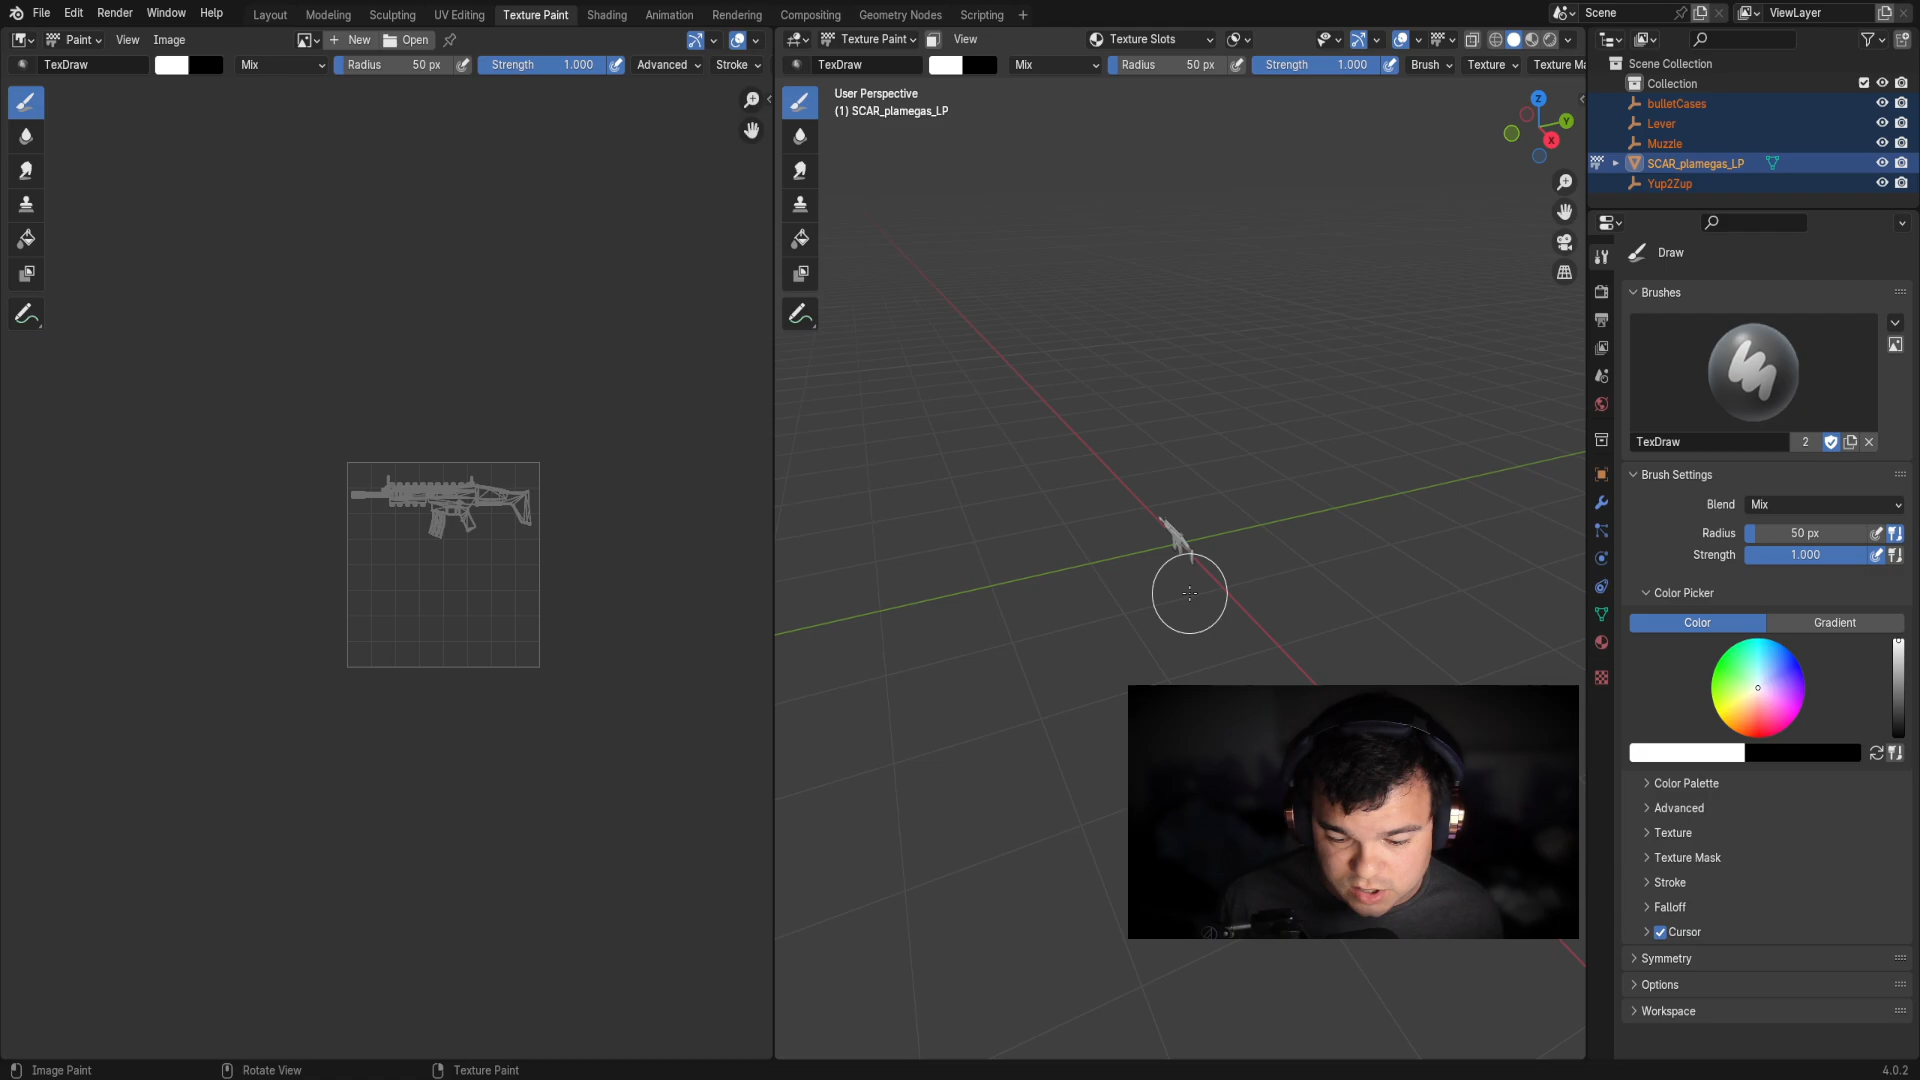 File Edit Render Window Help
Layout Modeling Sculpting UV Editing Texture Paint Shading Animation Rendering Compositing Geometry Nodes Scripting +
Scene
ViewLayer
Paint View Image
+ New Open
Texture Paint View
Texture Slots
TexDraw
Mix
Radius 50 px
Strength 1.000
Advanced
Stroke
TexDraw
Mix
Radius 50 px
Strength 1.000
Brush
Texture
Texture Ma
User Perspective
(1) SCAR_plamegas_LP
Z
Y
X
Scene Collection
Collection
bulletCases
Lever
Muzzle
SCAR_plamegas_LP
Yup2Zup
Draw
Brushes
TexDraw 2
Brush Settings
Blend Mix
Radius 50 px
Strength 1.000
Color Picker
Color Gradient
Color Palette
Advanced
Texture
Texture Mask
Stroke
Falloff
Cursor
Symmetry
Options
Workspace
Image Paint
Rotate View
Texture Paint
4.0.2